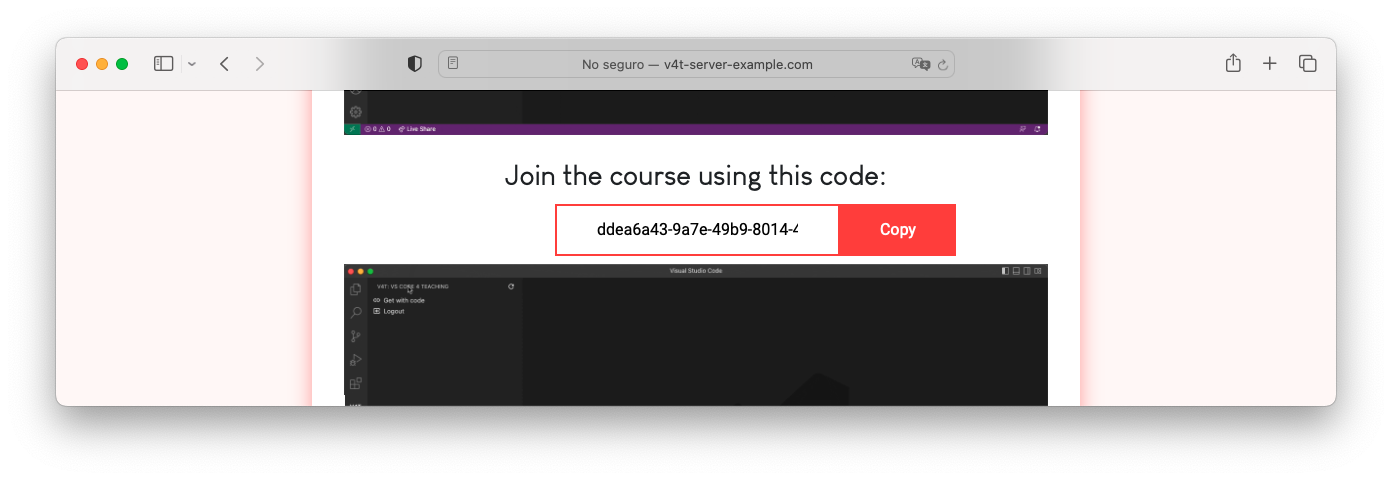 No seguro — v4t-server-example.com
0 0 Live Share
Join the course using this code:
ddea6a43-9a7e-49b9-8014-4
Copy
Visual Studio Code
V4T: VS CODE 4 TEACHING
Get with code
Logout